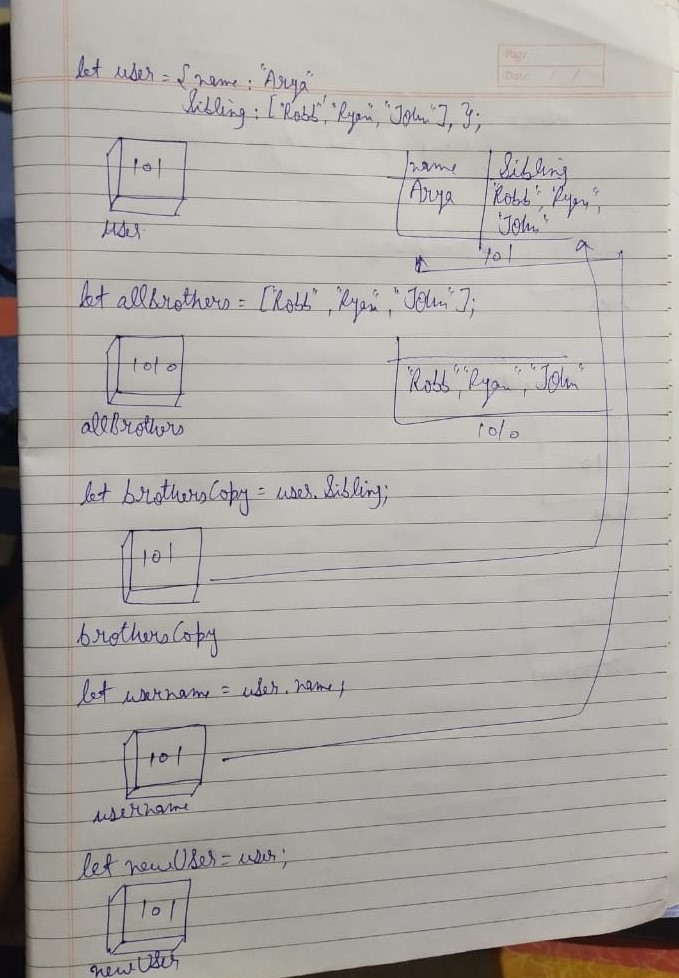 Page
Date / /
let user = { name : "Arya"
Sibling : ["Robb", "Ryan", "John"], };
101
user
name Sibling
Arya "Robb", "Ryan",
"John"
101
let allBrothers = ["Robb", "Ryan", "John"];
1010
allBrothers
"Robb", "Ryan", "John"
1010
let brothersCopy = user.Sibling;
101
brothersCopy
let username = user.name;
101
username
let newUser = user;
101
newUser